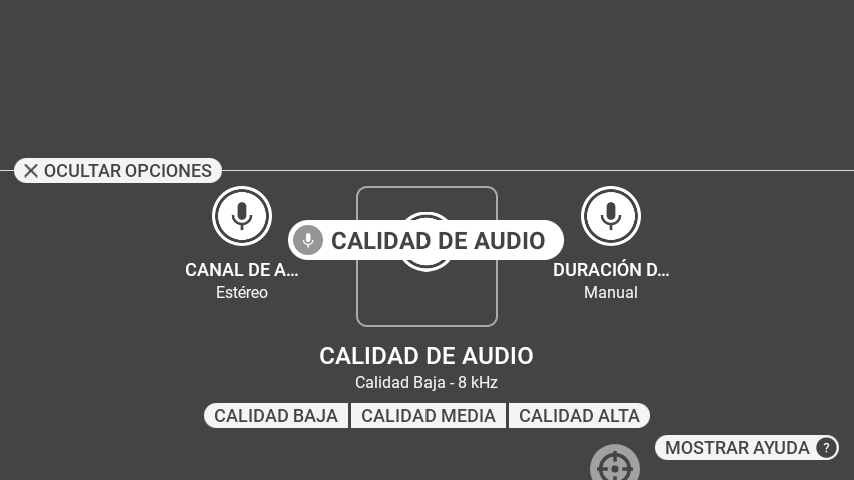 OCULTAR OPCIONES
CALIDAD DE AUDIO
CANAL DE A...
Estéreo
DURACIÓN D...
Manual
CALIDAD DE AUDIO
Calidad Baja - 8 kHz
CALIDAD BAJA
CALIDAD MEDIA
CALIDAD ALTA
MOSTRAR AYUDA ?